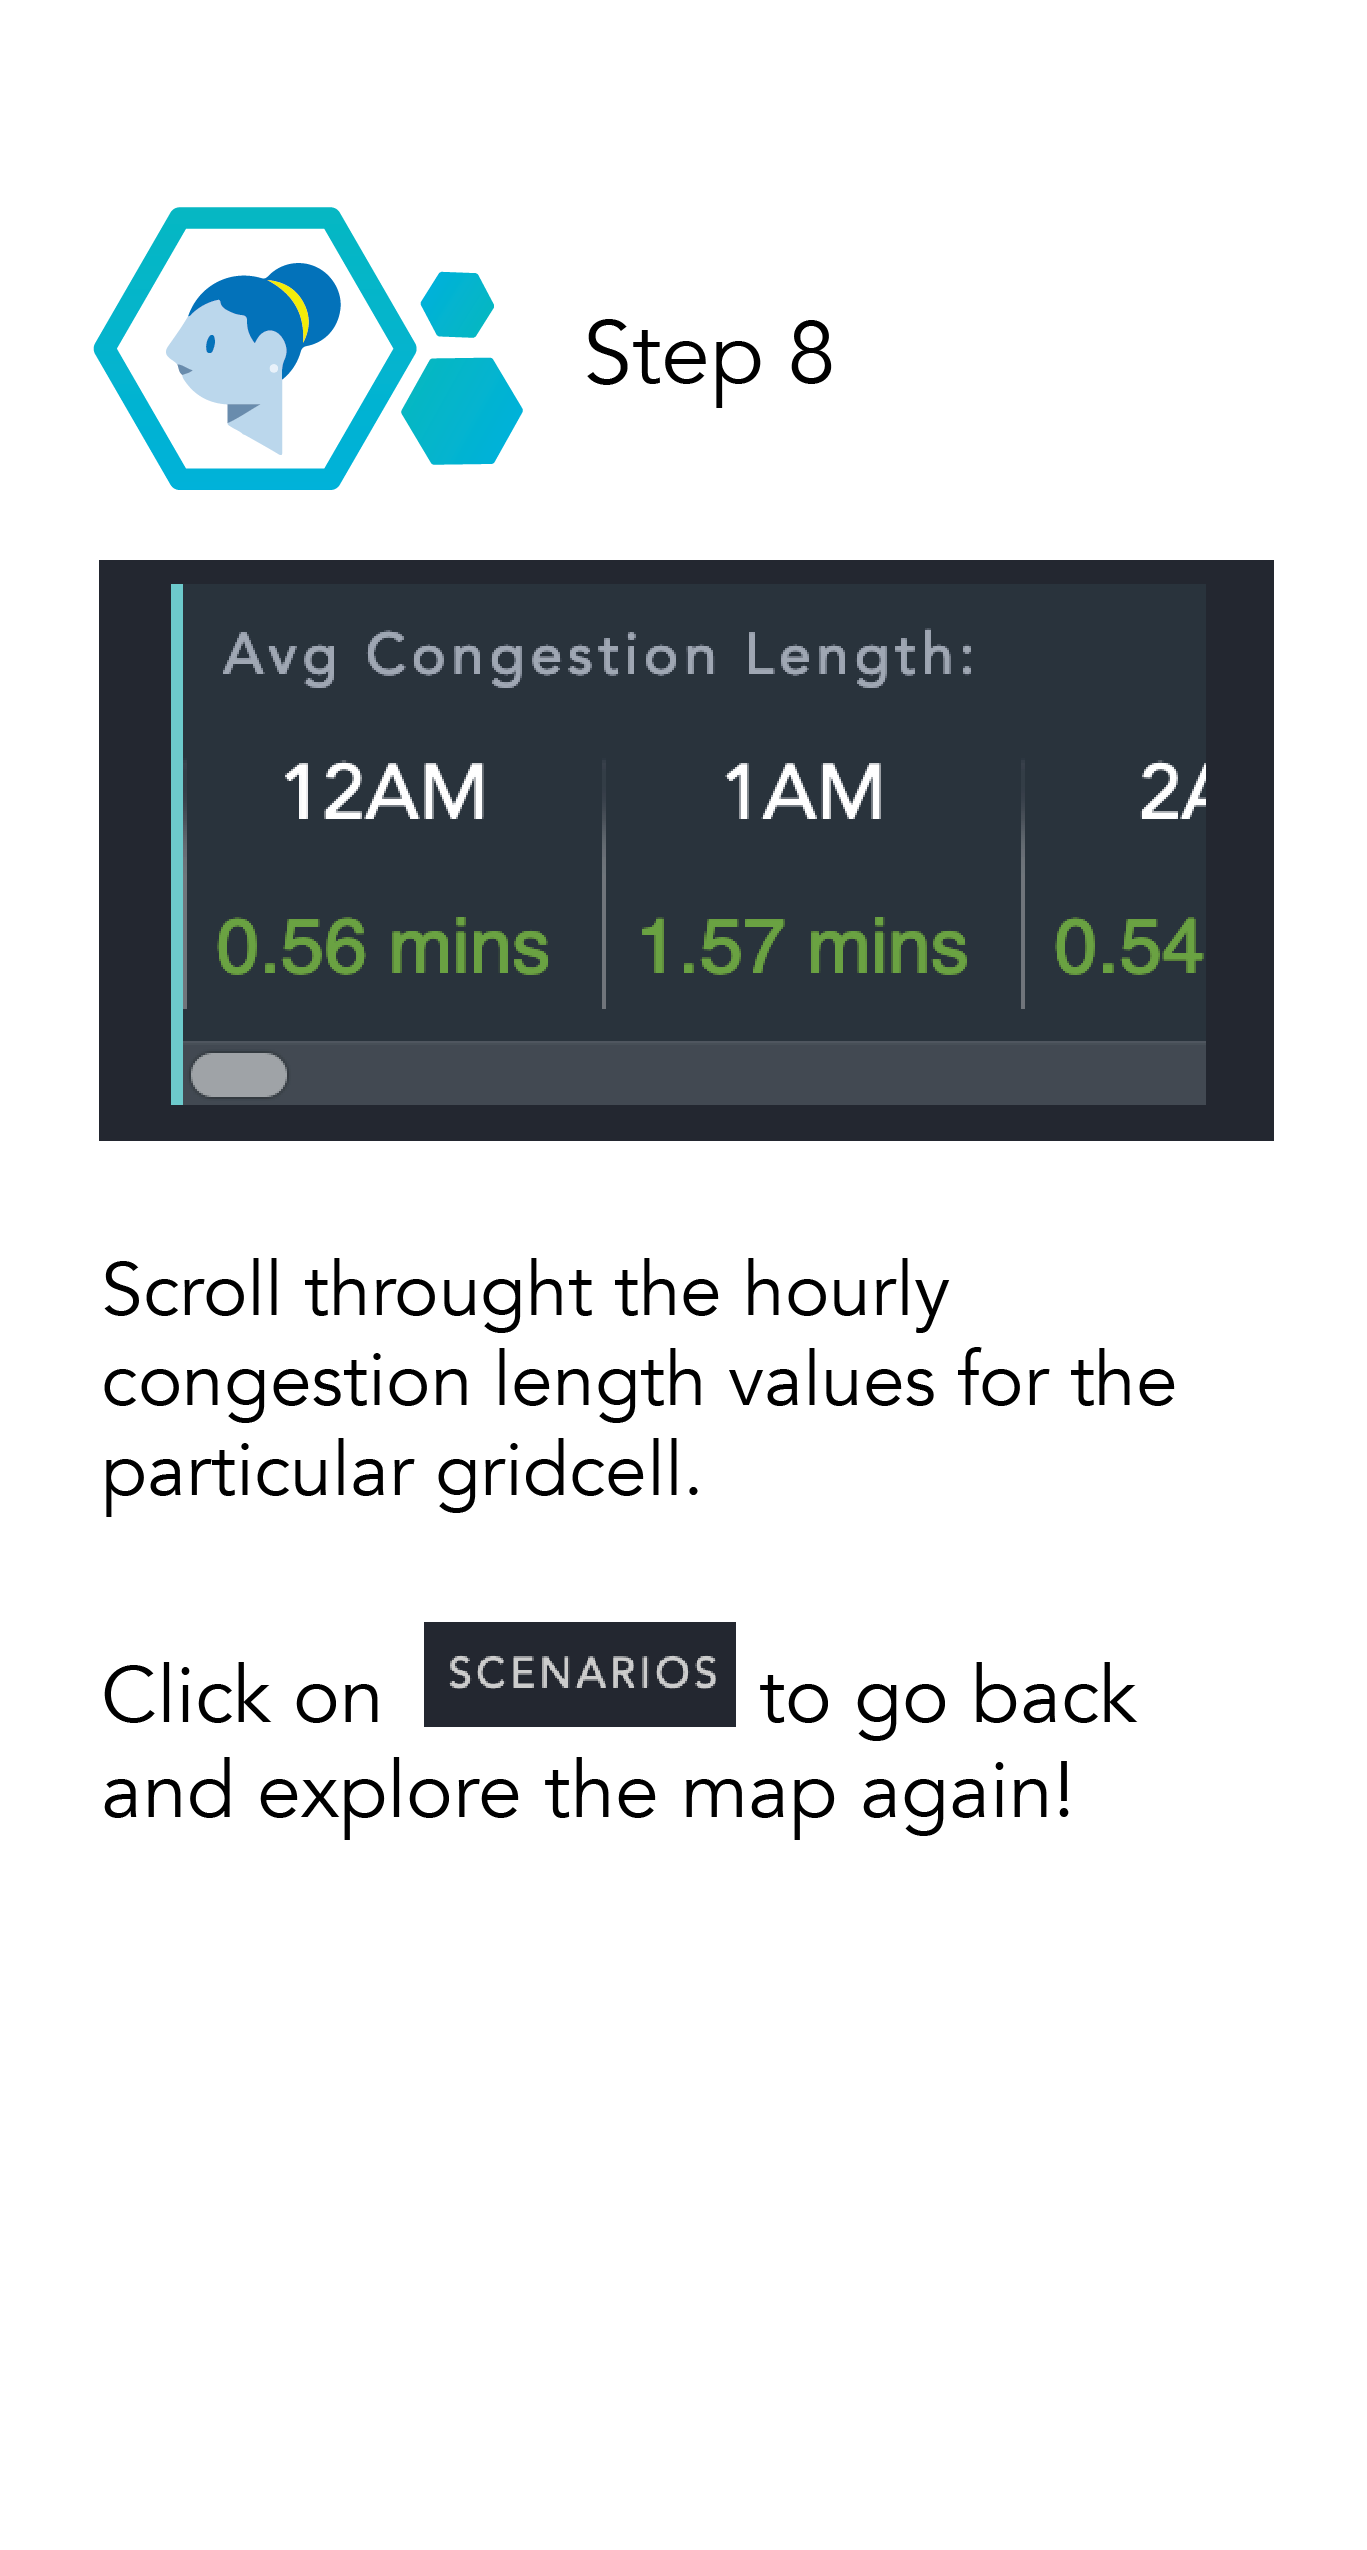 Step 8
Avg Congestion Length:
12AM 1AM 2A
0.56 mins 1.57 mins 0.54
Scroll throught the hourly
congestion length values for the
particular gridcell.
Click on SCENARIOS to go back
and explore the map again!